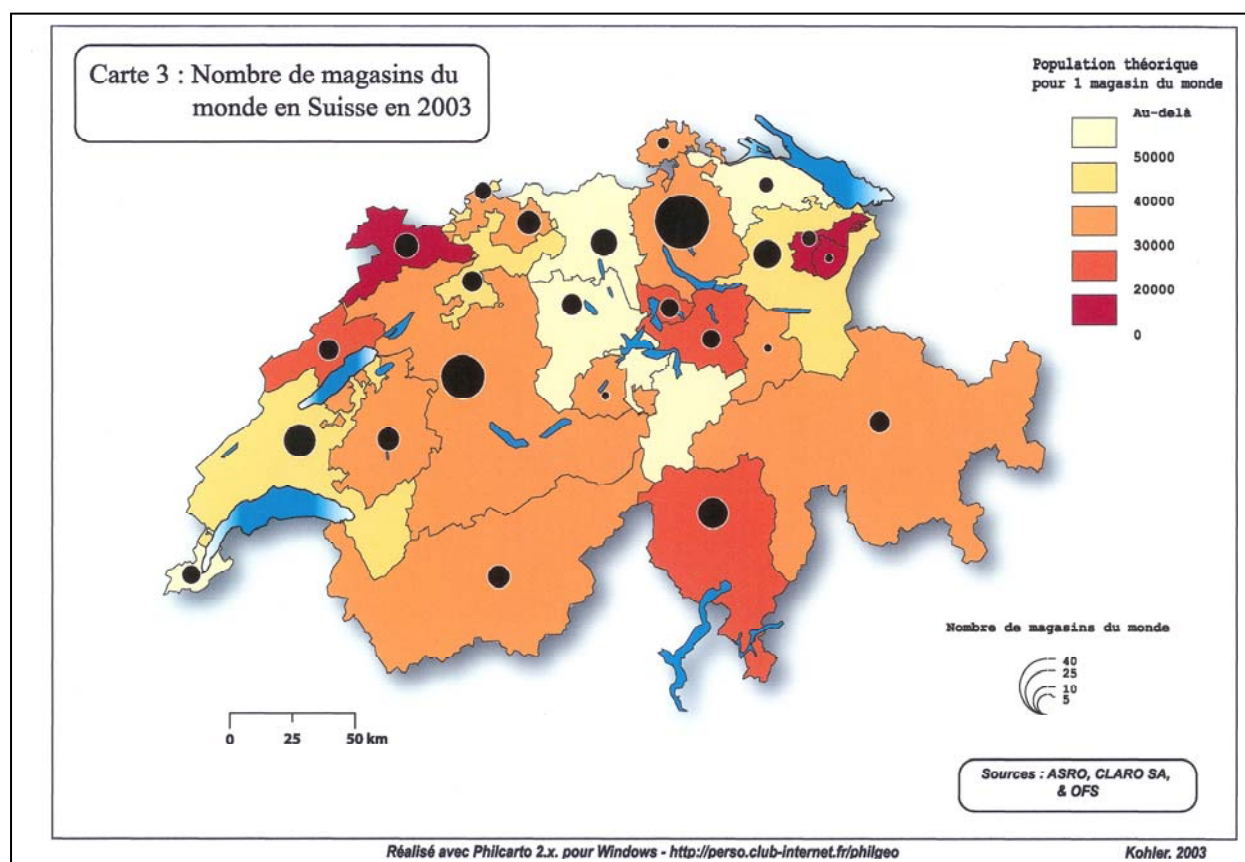 Carte 3 : Nombre de magasins du
monde en Suisse en 2003
Population théorique
pour 1 magasin du monde
Au-delà
50000
40000
30000
20000
0
Nombre de magasins du monde
40
25
10
5
0 25 50 km
Sources : ASRO, CLARO SA,
& OFS
Réalisé avec Philcarto 2.x. pour Windows - http://perso.club-internet.fr/philgeo
Kohler, 2003